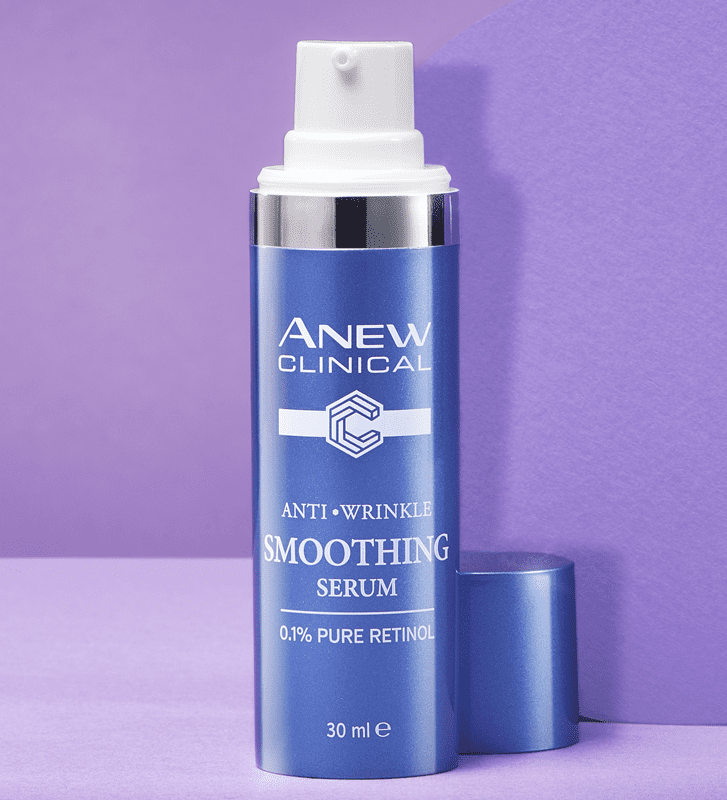 ANEW
CLINICAL
ANTI • WRINKLE
SMOOTHING
SERUM
0.1% PURE RETINOL
30 ml ℮